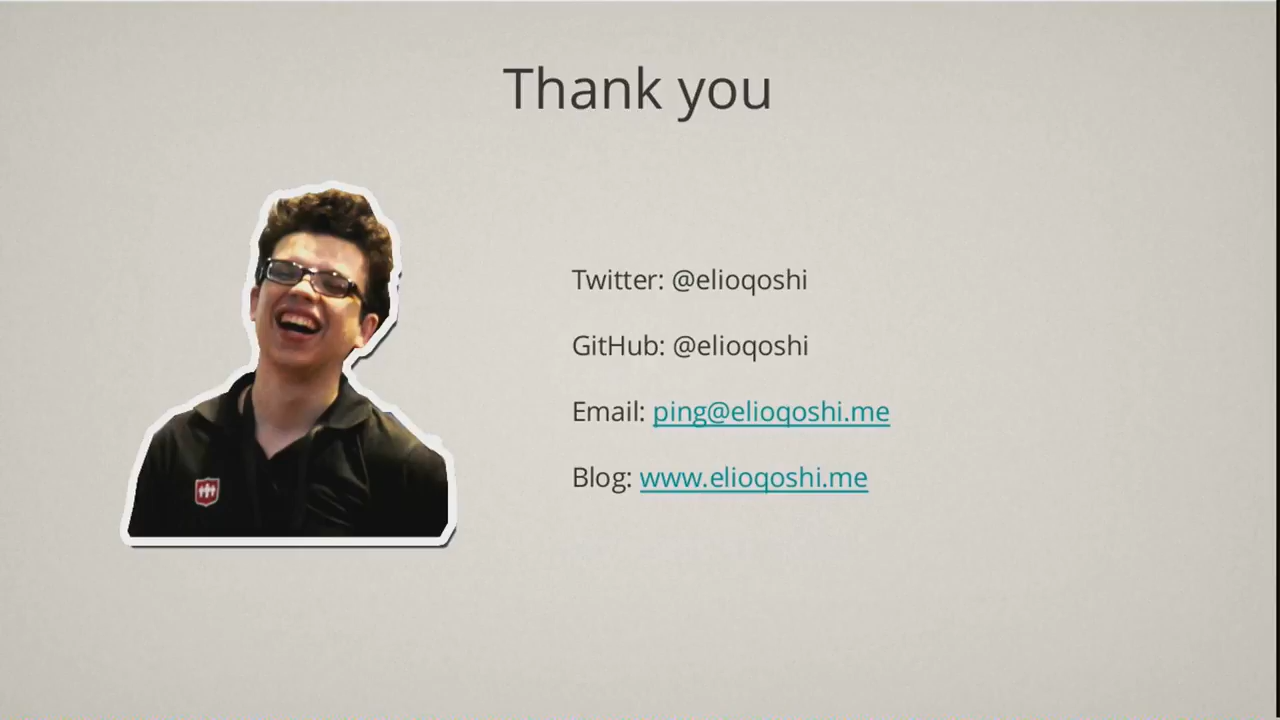 Thank you
Twitter: @elioqoshi
GitHub: @elioqoshi
Email: ping@elioqoshi.me
Blog: www.elioqoshi.me